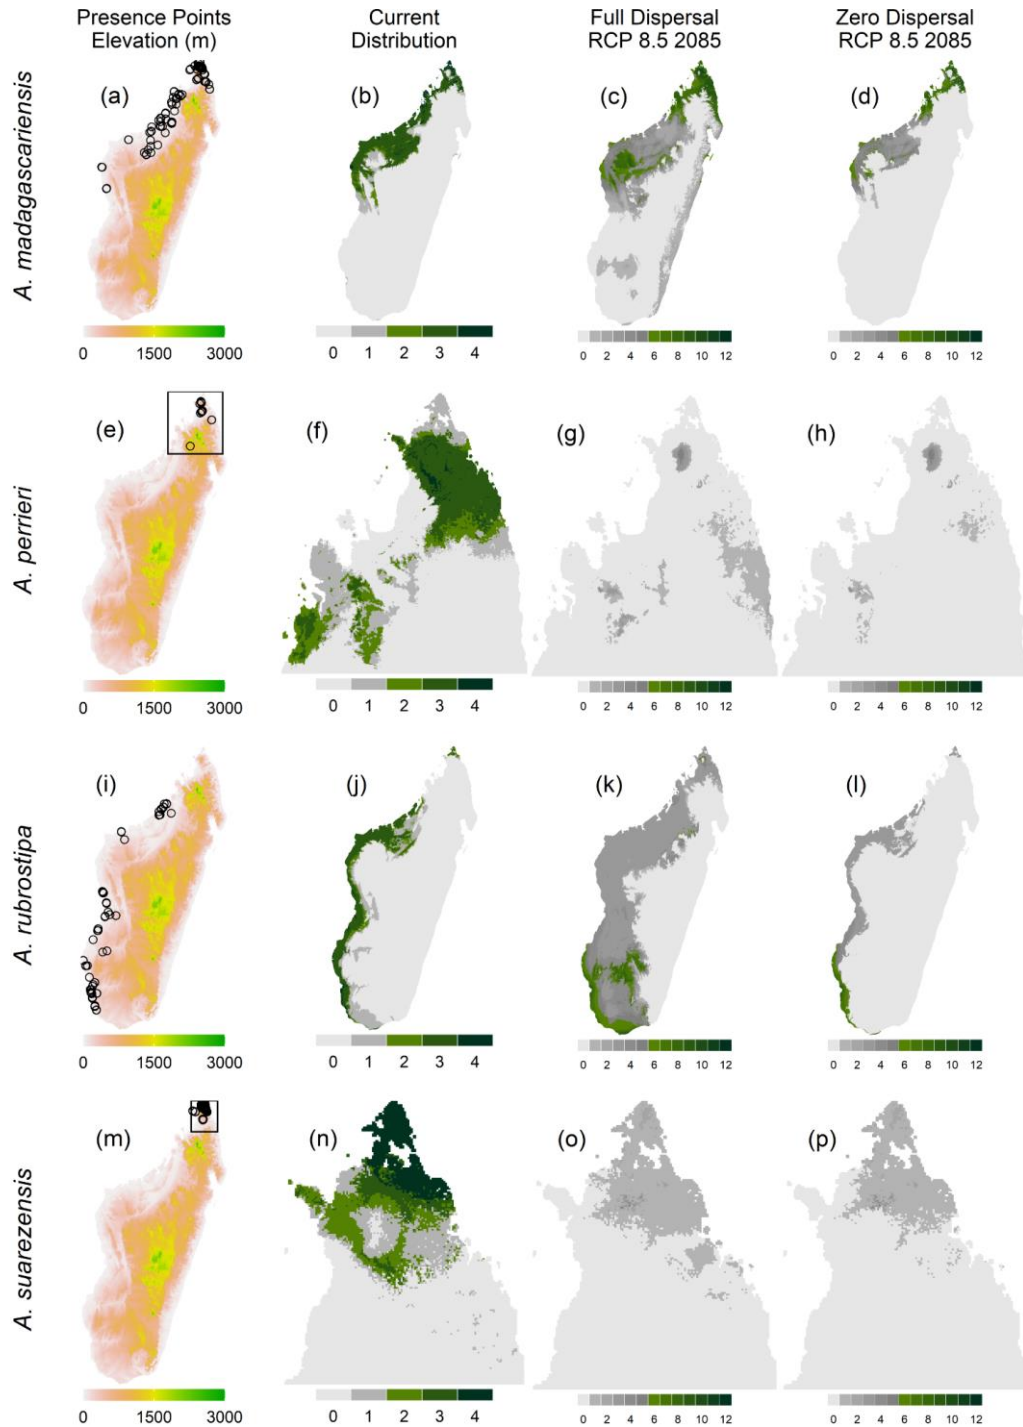 Presence Points
Elevation (m)
Current
Distribution
Full Dispersal
RCP 8.5 2085
Zero Dispersal
RCP 8.5 2085
A. madagascariensis
(a)
(b)
(c)
(d)
0 1500 3000
0 1 2 3 4
0 2 4 6 8 10 12
0 2 4 6 8 10 12
A. perrieri
(e)
(f)
(g)
(h)
0 1500 3000
0 1 2 3 4
0 2 4 6 8 10 12
0 2 4 6 8 10 12
A. rubrostipa
(i)
(j)
(k)
(l)
0 1500 3000
0 1 2 3 4
0 2 4 6 8 10 12
0 2 4 6 8 10 12
A. suarezensis
(m)
(n)
(o)
(p)
0 1500 3000
0 1 2 3 4
0 2 4 6 8 10 12
0 2 4 6 8 10 12